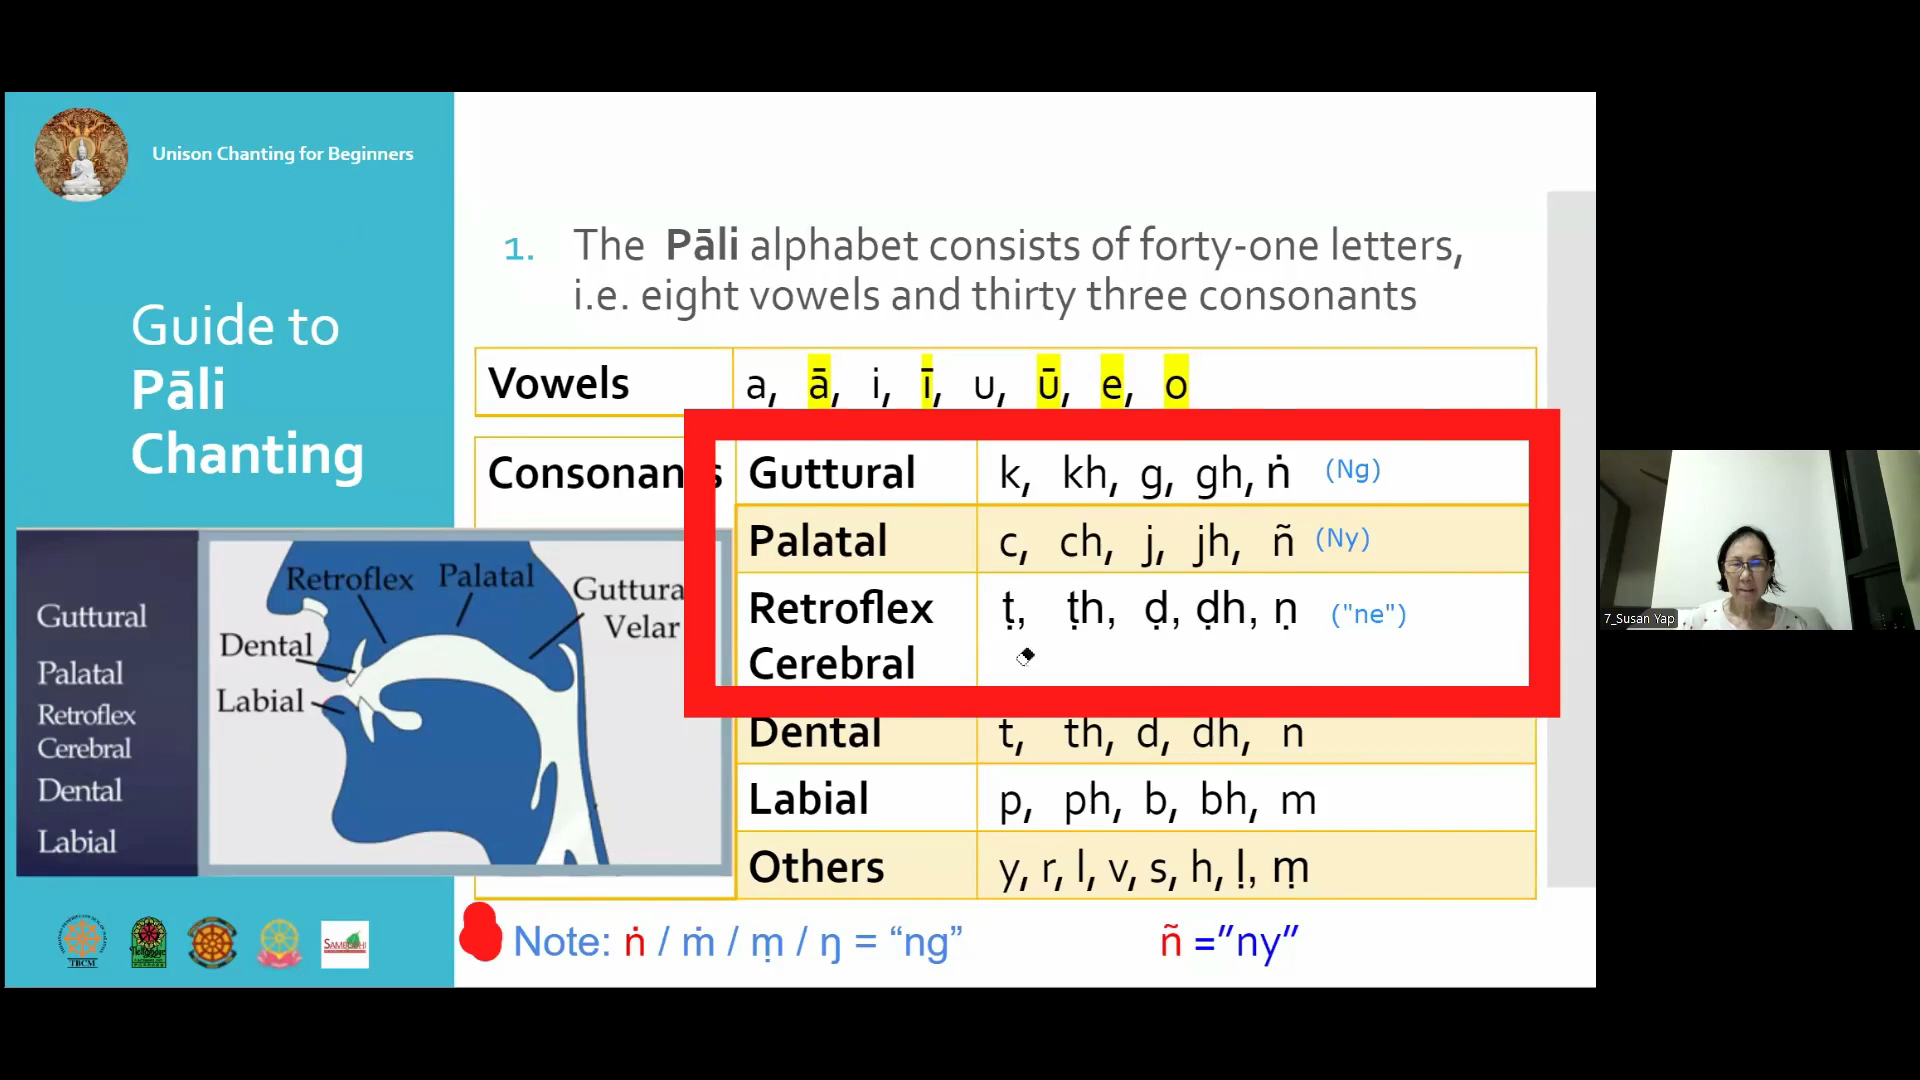 Unison Chanting for Beginners
Guide to
Pāli
Chanting
1. The Pāli alphabet consists of forty-one letters,
i.e. eight vowels and thirty three consonants
Vowels a, ā, i, ī, u, ū, e, o
Consonants
Guttural k, kh, g, gh, ṅ (Ng)
Palatal c, ch, j, jh, ñ (Ny)
Retroflex ṭ, ṭh, ḍ, ḍh, ṇ ("ne")
Cerebral
Dental t, th, d, dh, n
Labial p, ph, b, bh, m
Others y, r, l, v, s, h, ḷ, ṃ
Guttural
Palatal
Retroflex
Cerebral
Dental
Labial
Retroflex Palatal
Guttura
Velar
Dental
Labial
TBCM
Note: ṅ / ṁ / ṃ / ŋ = “ng” ñ =”ny”
7_Susan Yap